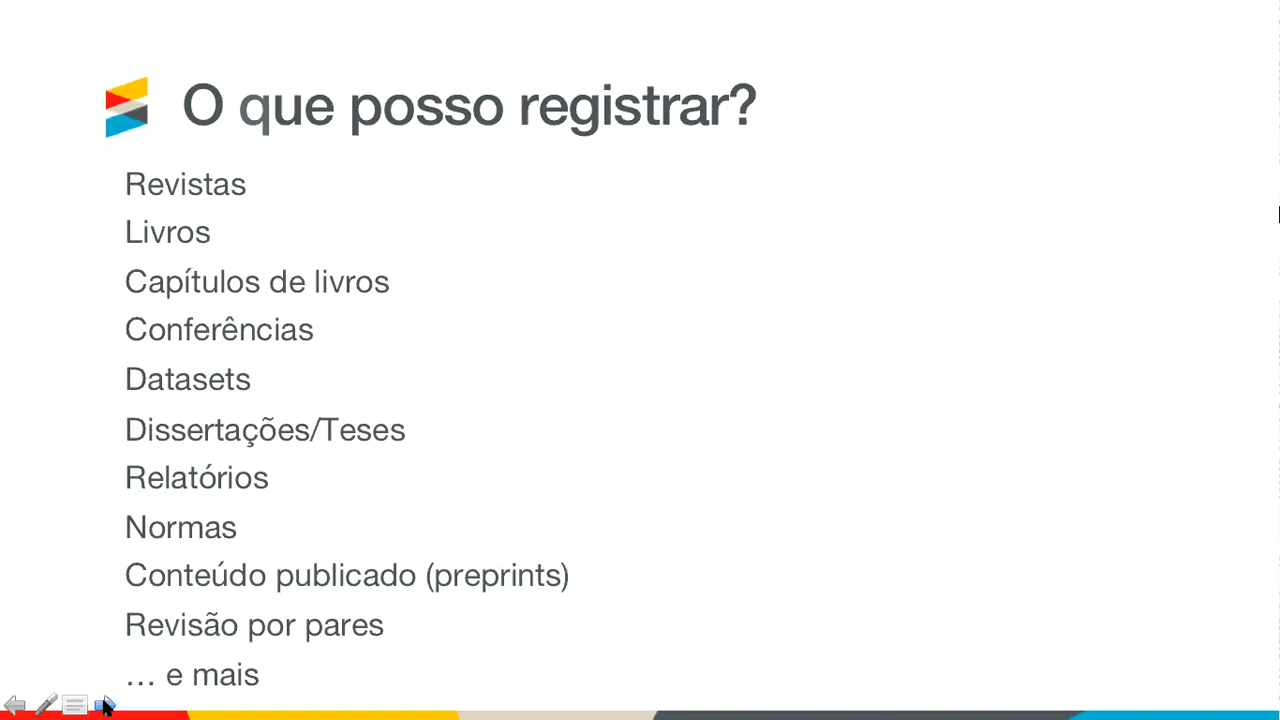 O que posso registrar?
Revistas
Livros
Capítulos de livros
Conferências
Datasets
Dissertações/Teses
Relatórios
Normas
Conteúdo publicado (preprints)
Revisão por pares
… e mais